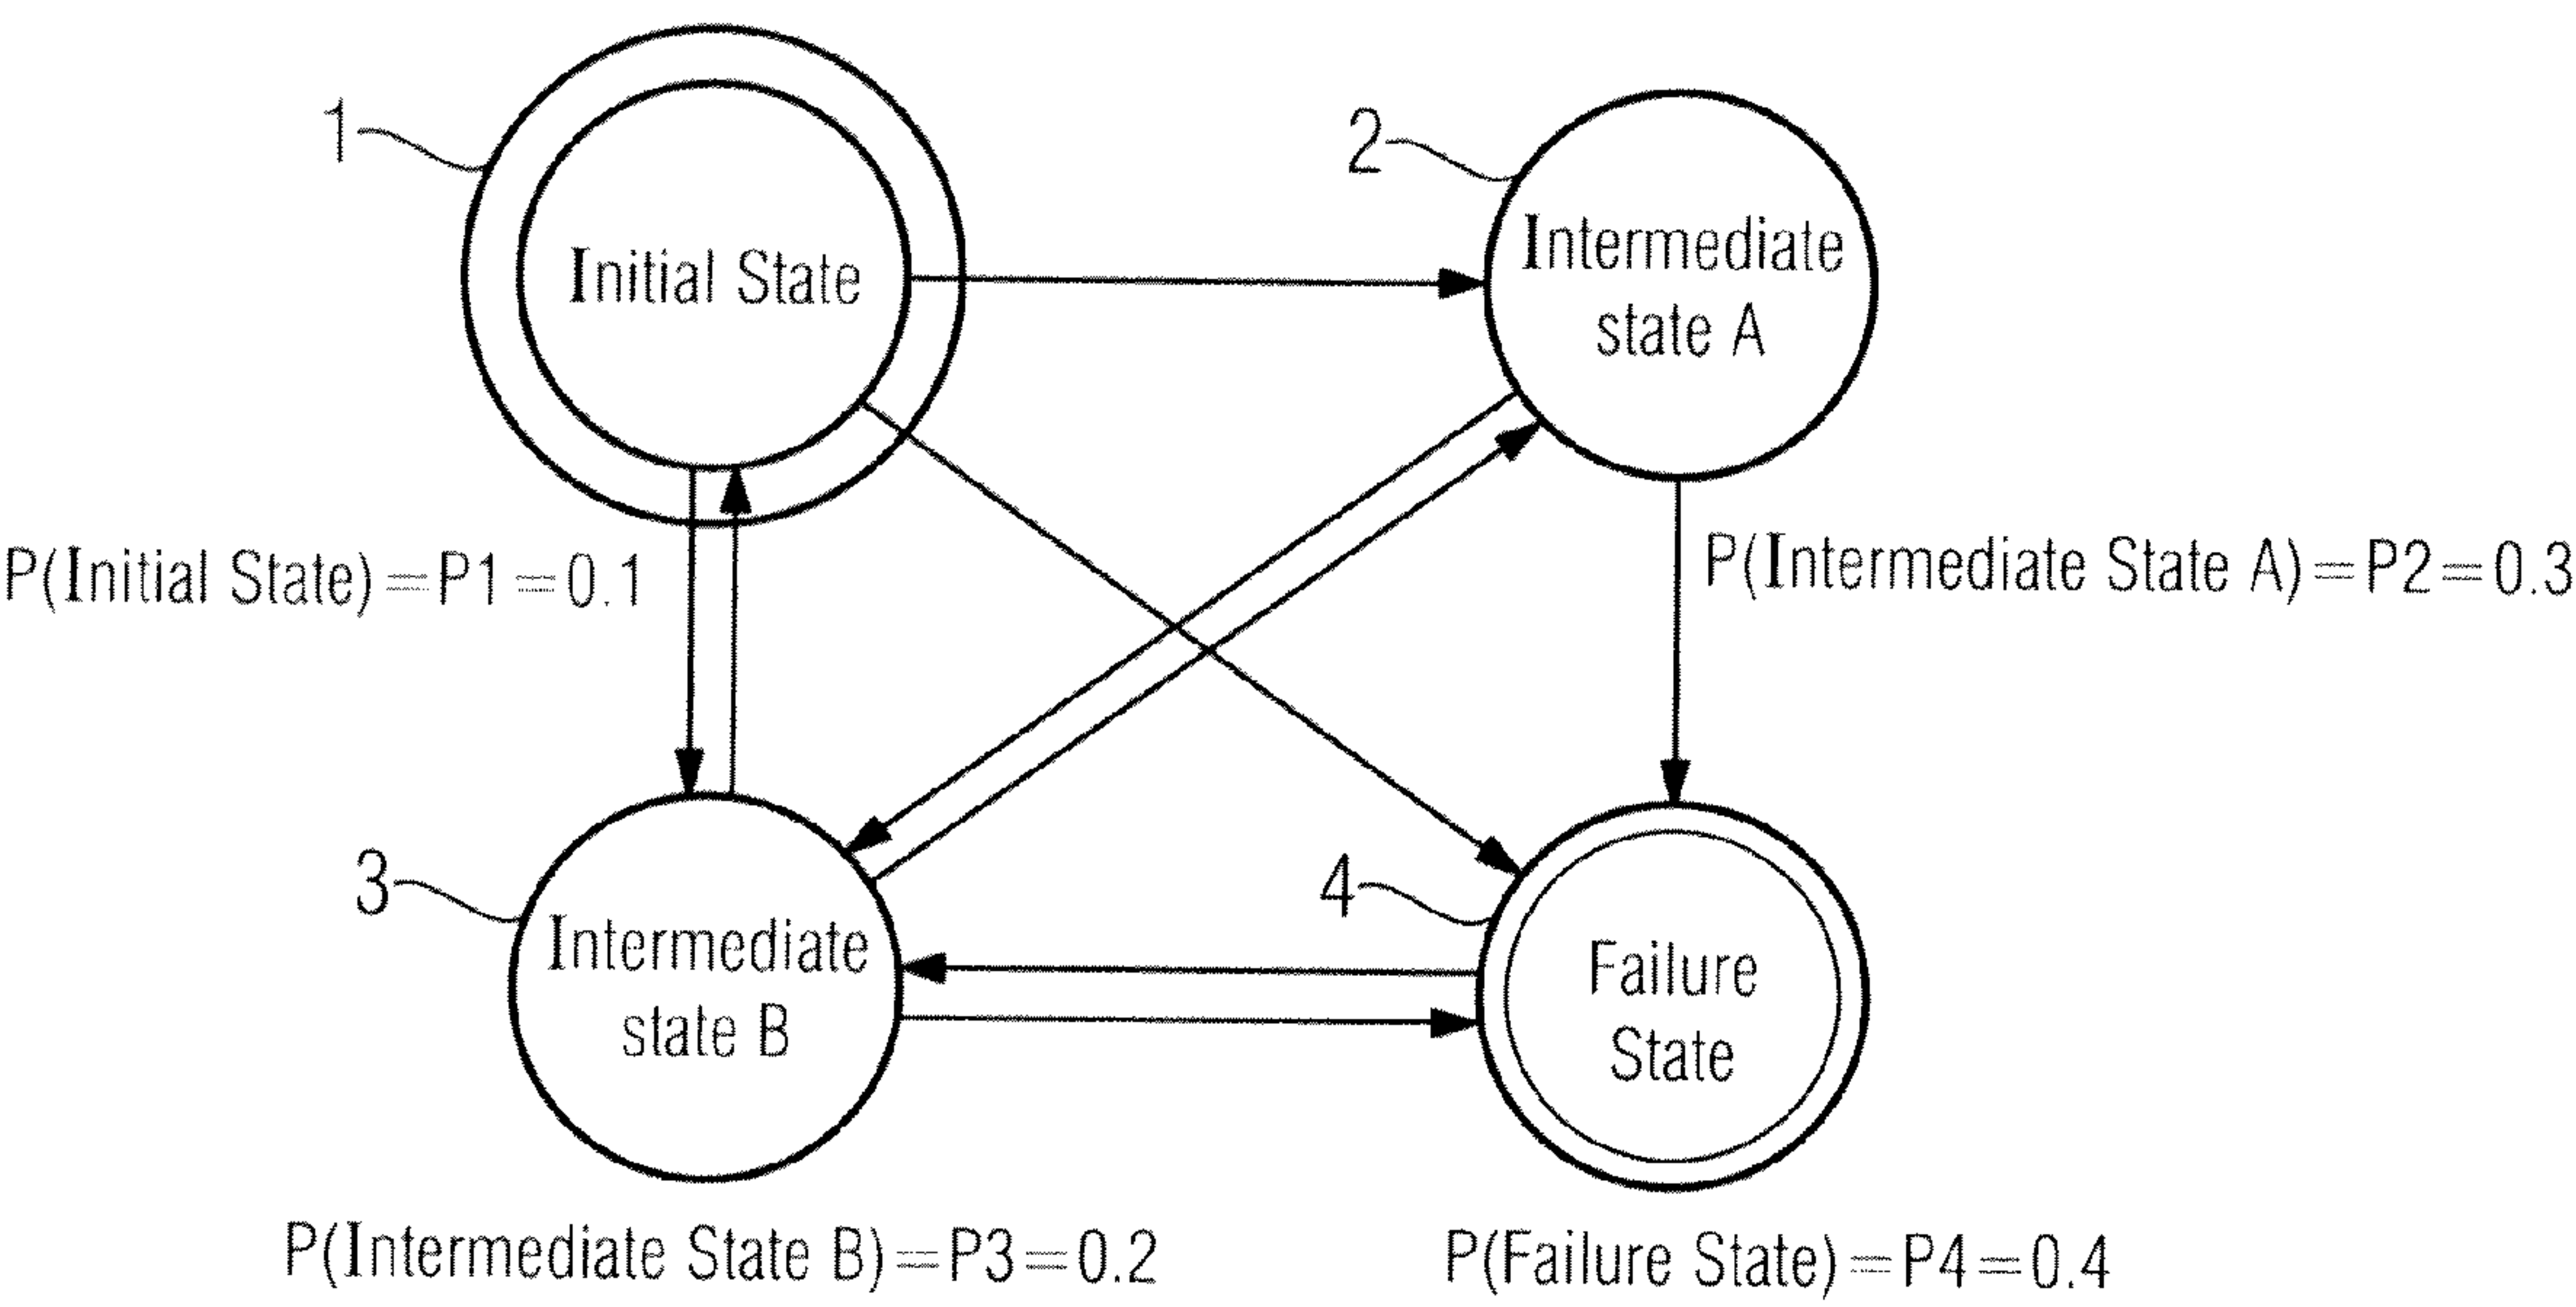 1
Initial State
2
Intermediate
state A
P(Initial State)=P1=0.1
P(Intermediate State A)=P2=0.3
3
Intermediate
state B
4
Failure
State
P(Intermediate State B)=P3=0.2
P(Failure State)=P4=0.4